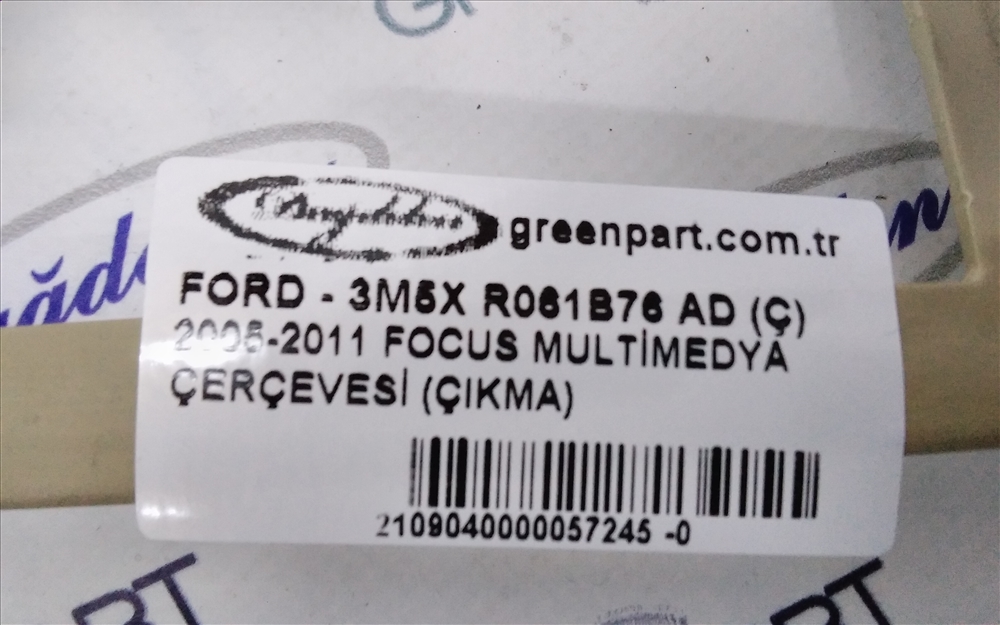 greenpart.com.tr
FORD - 3M5X R061B76 AD (Ç)
2005-2011 FOCUS MULTİMEDYA
ÇERÇEVESİ (ÇIKMA)
2109040000057245 -0